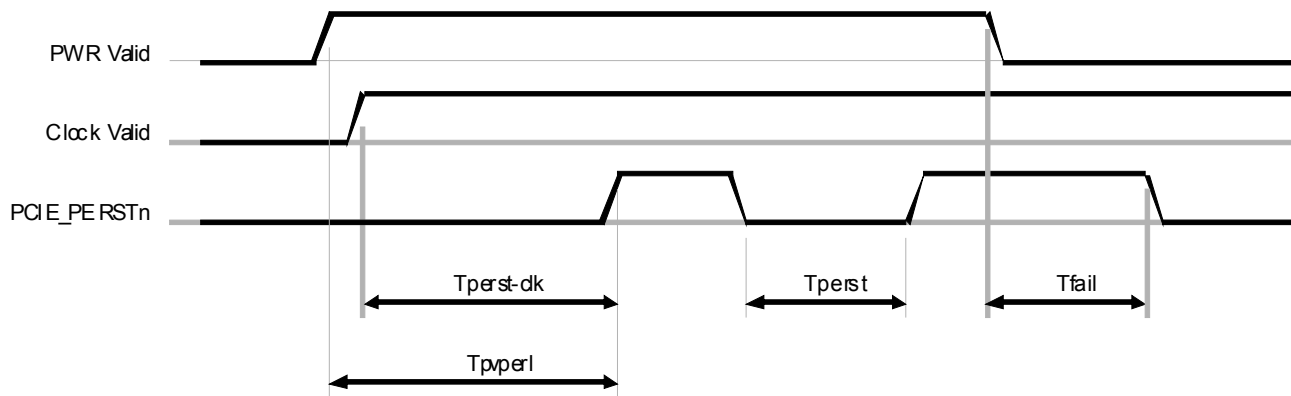 PWR Valid
Clock Valid
PCIE_PERSTn
Tperst-clk
Tperst
Tfail
Tpvperl